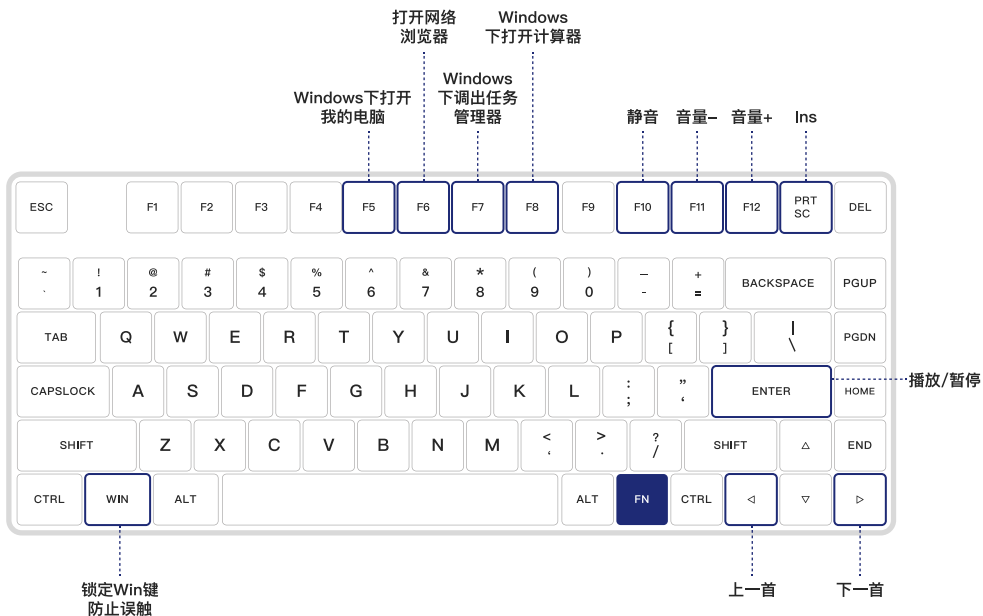 打开网络
浏览器
Windows
下打开计算器
Windows下打开
我的电脑
Windows
下调出任务
管理器
静音
音量–
音量+
Ins
ESC
F1
F2
F3
F4
F5
F6
F7
F8
F9
F10
F11
F12
PRT
SC
DEL
~
`
!
1
@
2
#
3
$
4
%
5
^
6
&
7
*
8
(
9
)
0
—
-
+
=
BACKSPACE
PGUP
TAB
Q
W
E
R
T
Y
U
I
O
P
{
[
}
]
|
\
PGDN
CAPSLOCK
A
S
D
F
G
H
J
K
L
:
;
”
‘
ENTER
HOME
播放/暂停
SHIFT
Z
X
C
V
B
N
M
<
‘
>
.
?
/
SHIFT
△
END
CTRL
WIN
ALT
ALT
FN
CTRL
◁
▽
▷
锁定Win键
防止误触
上一首
下一首